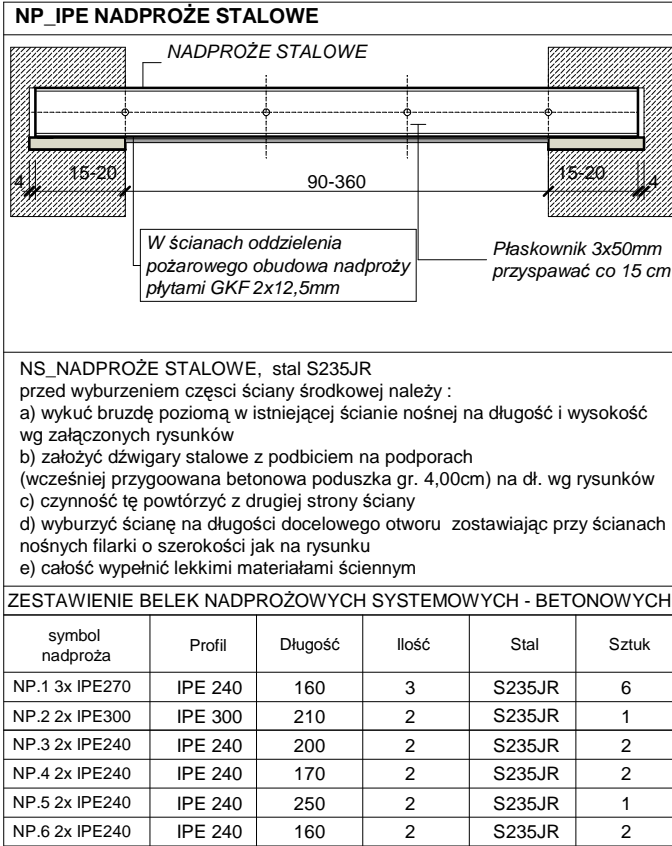 NP_IPE NADPROŻE STALOWE
NADPROŻE STALOWE
4
15-20
90-360
15-20
4
W ścianach oddzielenia
pożarowego obudowa nadproży
płytami GKF 2x12,5mm
Płaskownik 3x50mm
przyspawać co 15 cm
NS_NADPROŻE STALOWE, stal S235JR
przed wyburzeniem częsci ściany środkowej należy :
a) wykuć bruzdę poziomą w istniejącej ścianie nośnej na długość i wysokość
wg załączonych rysunków
b) założyć dźwigary stalowe z podbiciem na podporach
(wcześniej przygoowana betonowa poduszka gr. 4,00cm) na dł. wg rysunków
c) czynność tę powtórzyć z drugiej strony ściany
d) wyburzyć ścianę na długości docelowego otworu zostawiając przy ścianach
nośnych filarki o szerokości jak na rysunku
e) całość wypełnić lekkimi materiałami ściennym
ZESTAWIENIE BELEK NADPROŻOWYCH SYSTEMOWYCH - BETONOWYCH
symbol
nadproża
Profil Długość Ilość Stal Sztuk
NP.1 3x IPE270 IPE 240 160 3 S235JR 6
NP.2 2x IPE300 IPE 300 210 2 S235JR 1
NP.3 2x IPE240 IPE 240 200 2 S235JR 2
NP.4 2x IPE240 IPE 240 170 2 S235JR 2
NP.5 2x IPE240 IPE 240 250 2 S235JR 1
NP.6 2x IPE240 IPE 240 160 2 S235JR 2